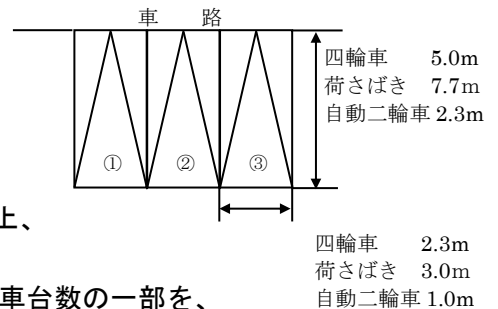 車　路
四輪車　5.0m
荷さばき　7.7m
自動二輪車 2.3m
① ② ③
上、
四輪車　2.3m
荷さばき　3.0m
車台数の一部を、
自動二輪車 1.0m